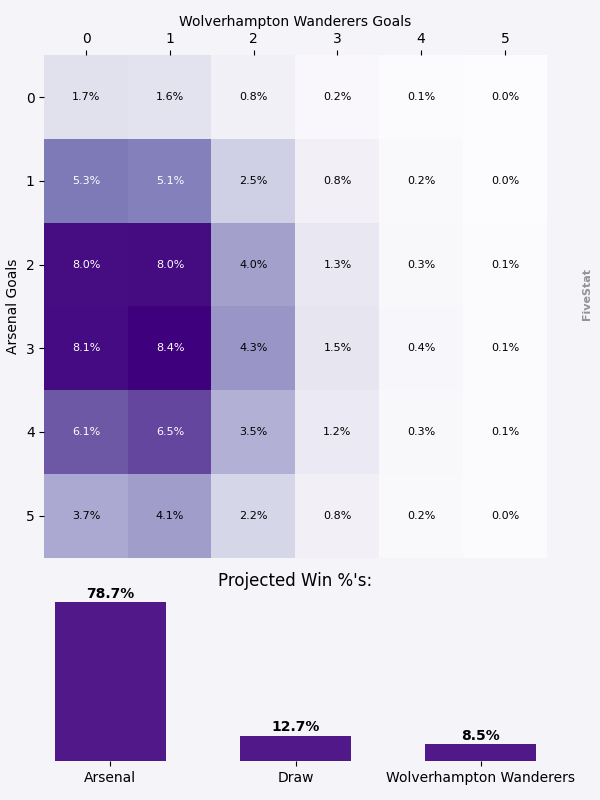 Wolverhampton Wanderers Goals
0 1 2 3 4 5
0 1.7% 1.6% 0.8% 0.2% 0.1% 0.0%
1 5.3% 5.1% 2.5% 0.8% 0.2% 0.0%
2 8.0% 8.0% 4.0% 1.3% 0.3% 0.1%
3 8.1% 8.4% 4.3% 1.5% 0.4% 0.1%
4 6.1% 6.5% 3.5% 1.2% 0.3% 0.1%
5 3.7% 4.1% 2.2% 0.8% 0.2% 0.0%
Arsenal Goals
FiveStat
Projected Win %'s:
78.7% 12.7% 8.5%
Arsenal Draw Wolverhampton Wanderers